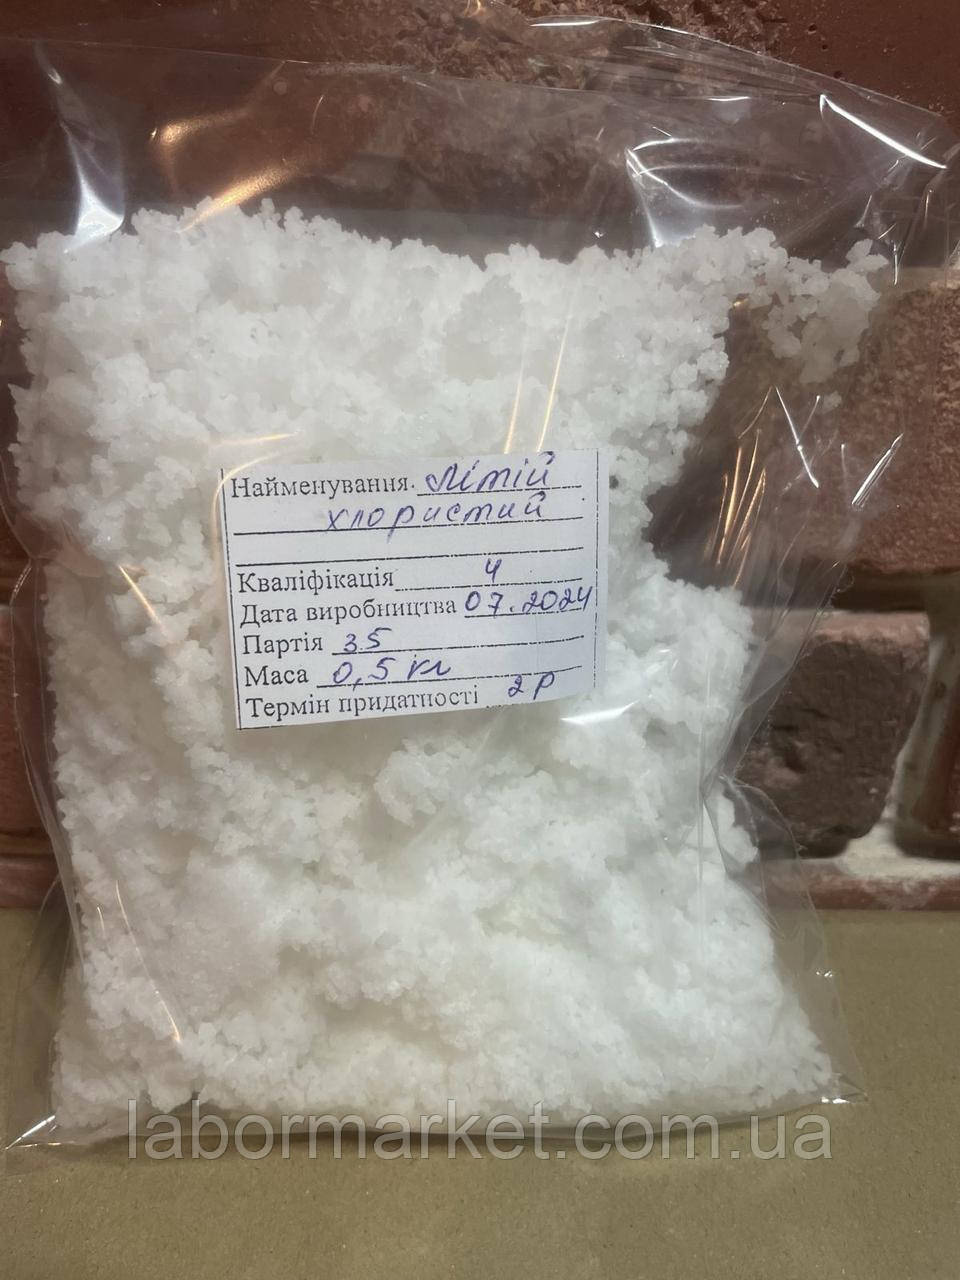 Найменування. Літій
хлористий
Кваліфікація ч
Дата виробництва 07.2024
Партія 35
Маса 0,5 кг
Термін придатності 2р
labormarket.com.ua